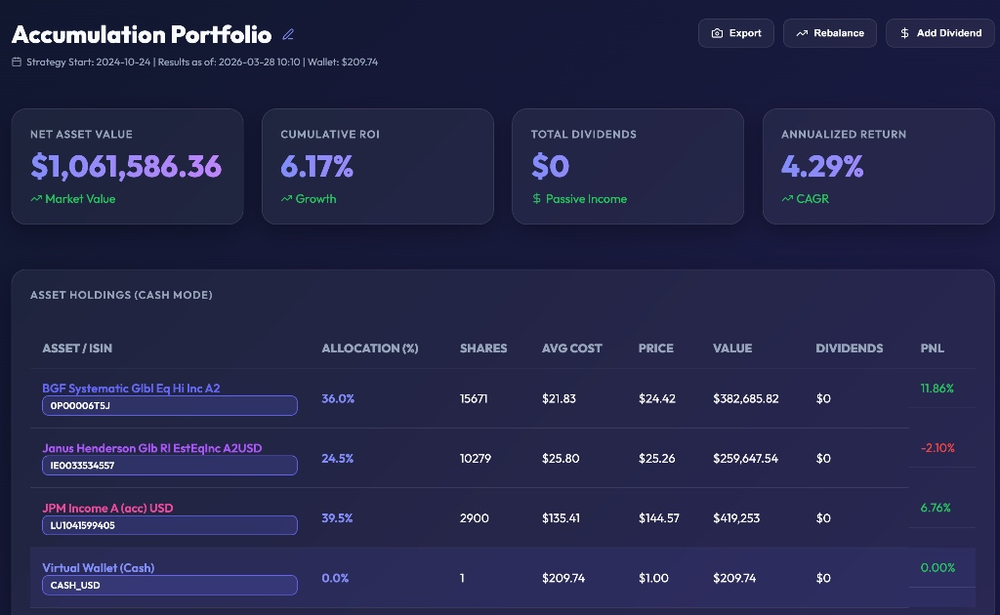 Accumulation Portfolio
Export
Rebalance
Add Dividend
Strategy Start: 2024-10-24 | Results as of: 2026-03-28 10:10 | Wallet: $209.74
NET ASSET VALUE
$1,061,586.36
Market Value
CUMULATIVE ROI
6.17%
Growth
TOTAL DIVIDENDS
$0
Passive Income
ANNUALIZED RETURN
4.29%
CAGR
ASSET HOLDINGS (CASH MODE)
ASSET / ISIN ALLOCATION (%) SHARES AVG COST PRICE VALUE DIVIDENDS PNL
BGF Systematic Glbl Eq Hi Inc A2
0P00006T5J
36.0% 15671 $21.83 $24.42 $382,685.82 $0 11.86%
Janus Henderson Glb Rl EstEqInc A2USD
IE0033534557
24.5% 10279 $25.80 $25.26 $259,647.54 $0 -2.10%
JPM Income A (acc) USD
LU1041599405
39.5% 2900 $135.41 $144.57 $419,253 $0 6.76%
Virtual Wallet (Cash)
CASH_USD
0.0% 1 $209.74 $1.00 $209.74 $0 0.00%